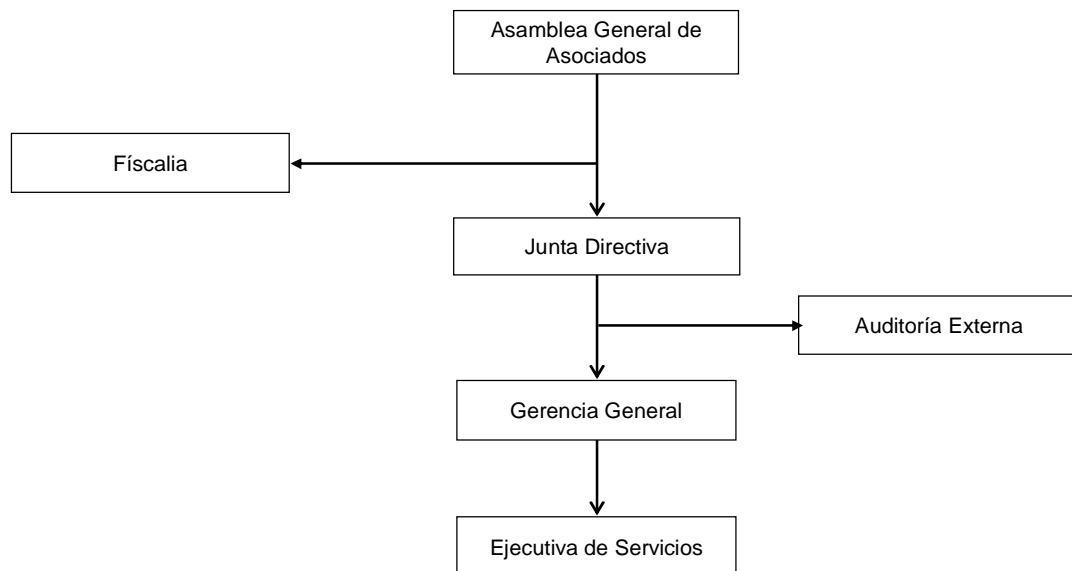 Asamblea General de
Asociados
Físcalia
Junta Directiva
Auditoría Externa
Gerencia General
Ejecutiva de Servicios